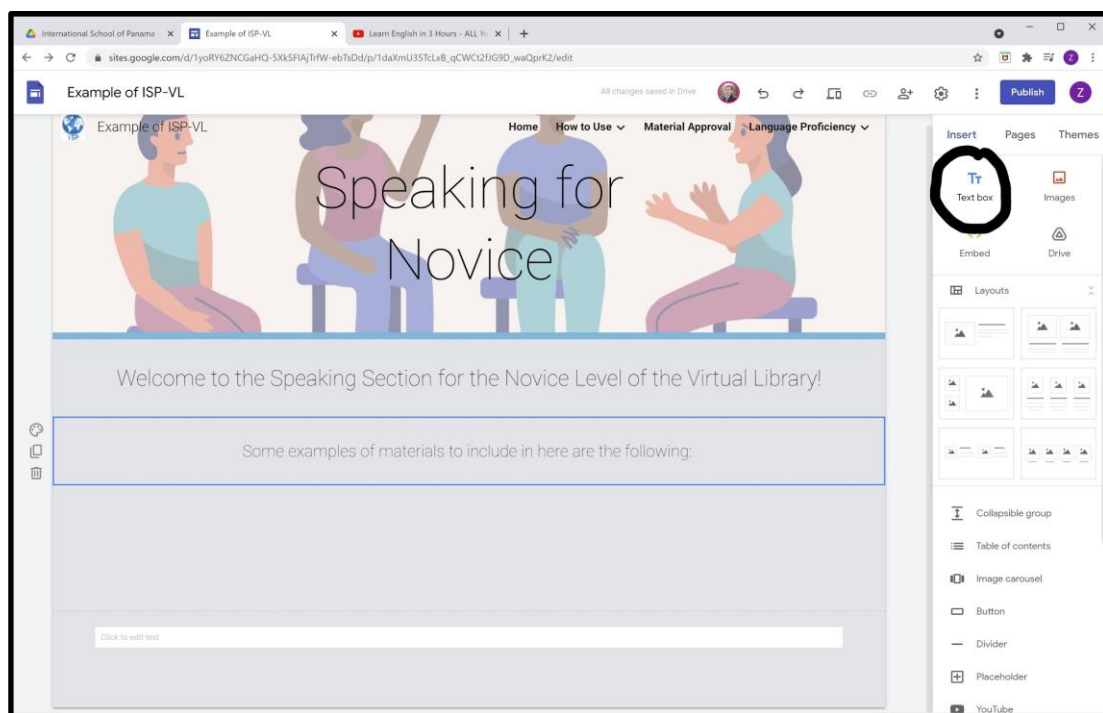 International School of Panama
Example of ISP-VL
Learn English in 3 Hours - ALL
sites.google.com/d/1yoRY6ZNCGaHQ-5XkSFIAjTrfW-ebTsDd/p/1daXmU35TcLxB_qCWCt2fJG9D_waQprK2/edit
Example of ISP-VL
All changes saved in Drive
Publish
Z
Example of ISP-VL
Home How to Use Material Approval Language Proficiency
ISP
Speaking for
Novice
Welcome to the Speaking Section for the Novice Level of the Virtual Library!
Some examples of materials to include in here are the following:
Click to edit text
Insert Pages Themes
Text box Images
Embed Drive
Layouts
Collapsible group
Table of contents
Image carousel
Button
Divider
Placeholder
YouTube